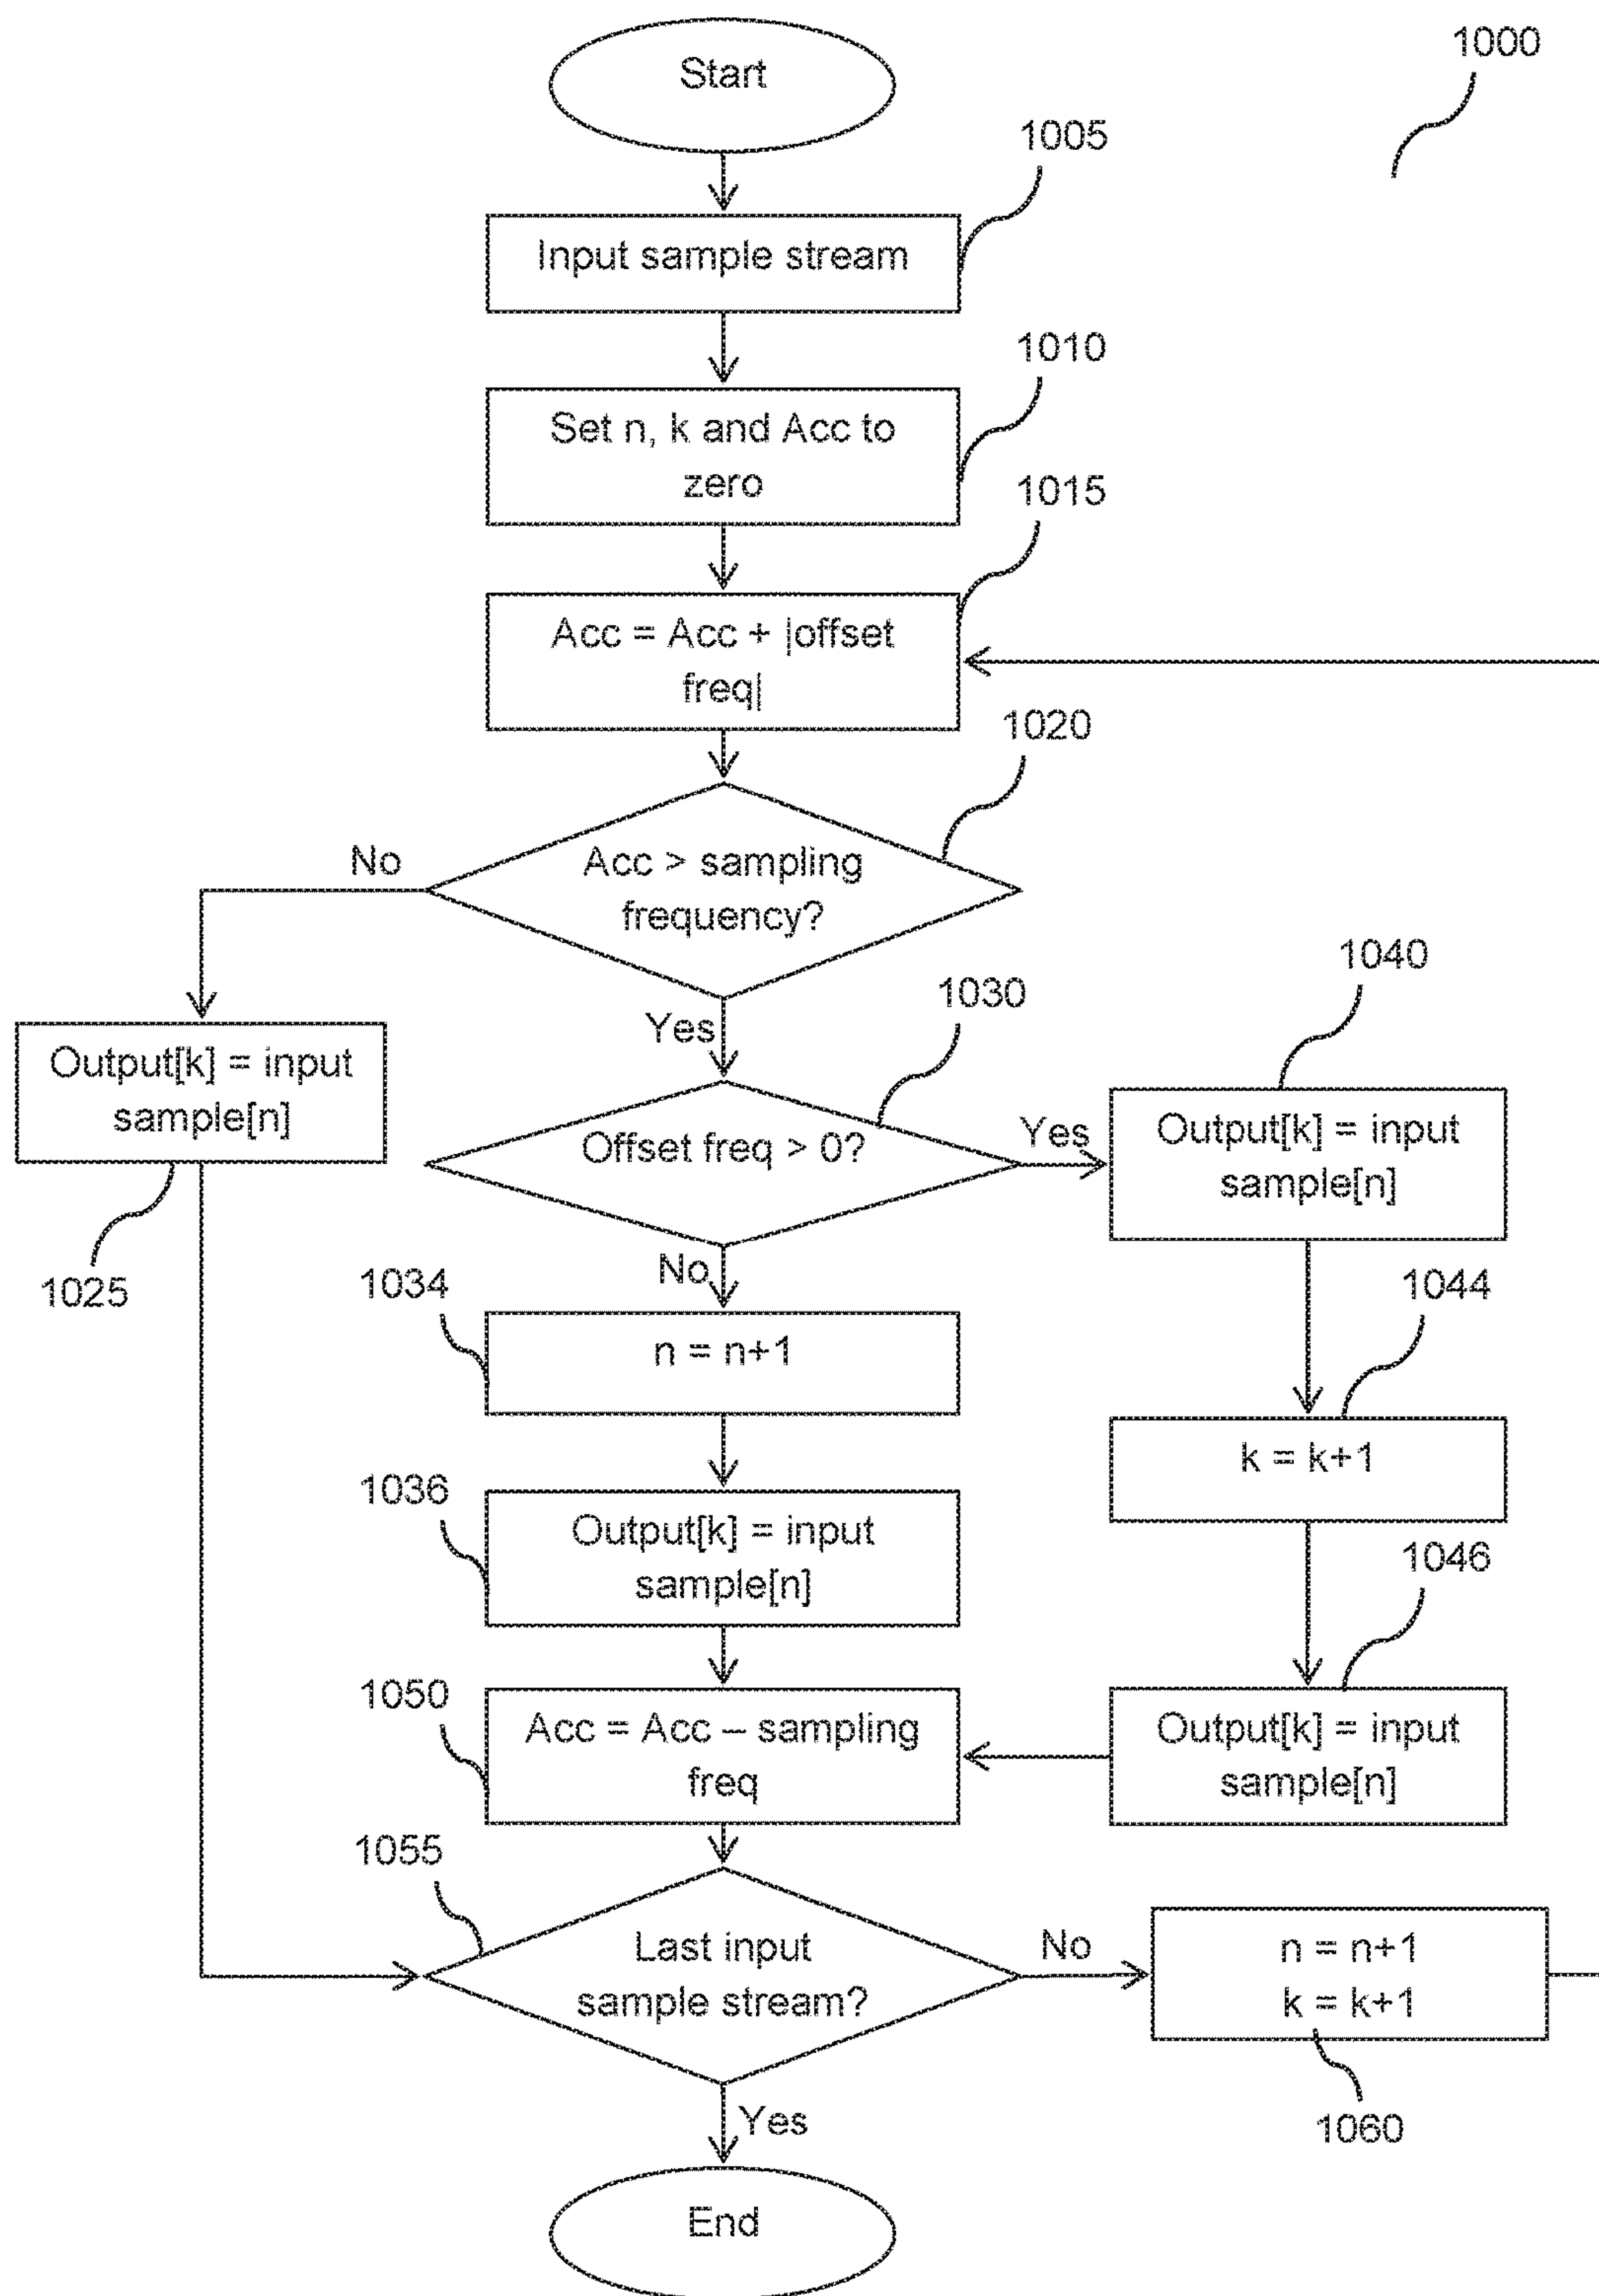 1000
Start
1005
Input sample stream
1010
Set n, k and Acc to
zero
1015
Acc = Acc + |offset
freq|
1020
Acc > sampling
frequency?
No
Yes
1030
1040
Output[k] = input
sample[n]
1025
Offset freq > 0?
Yes
Output[k] = input
sample[n]
No
1034
n = n+1
1044
k = k+1
1036
Output[k] = input
sample[n]
1046
Output[k] = input
sample[n]
1050
Acc = Acc – sampling
freq
1055
Last input
sample stream?
No
n = n+1
k = k+1
1060
Yes
End